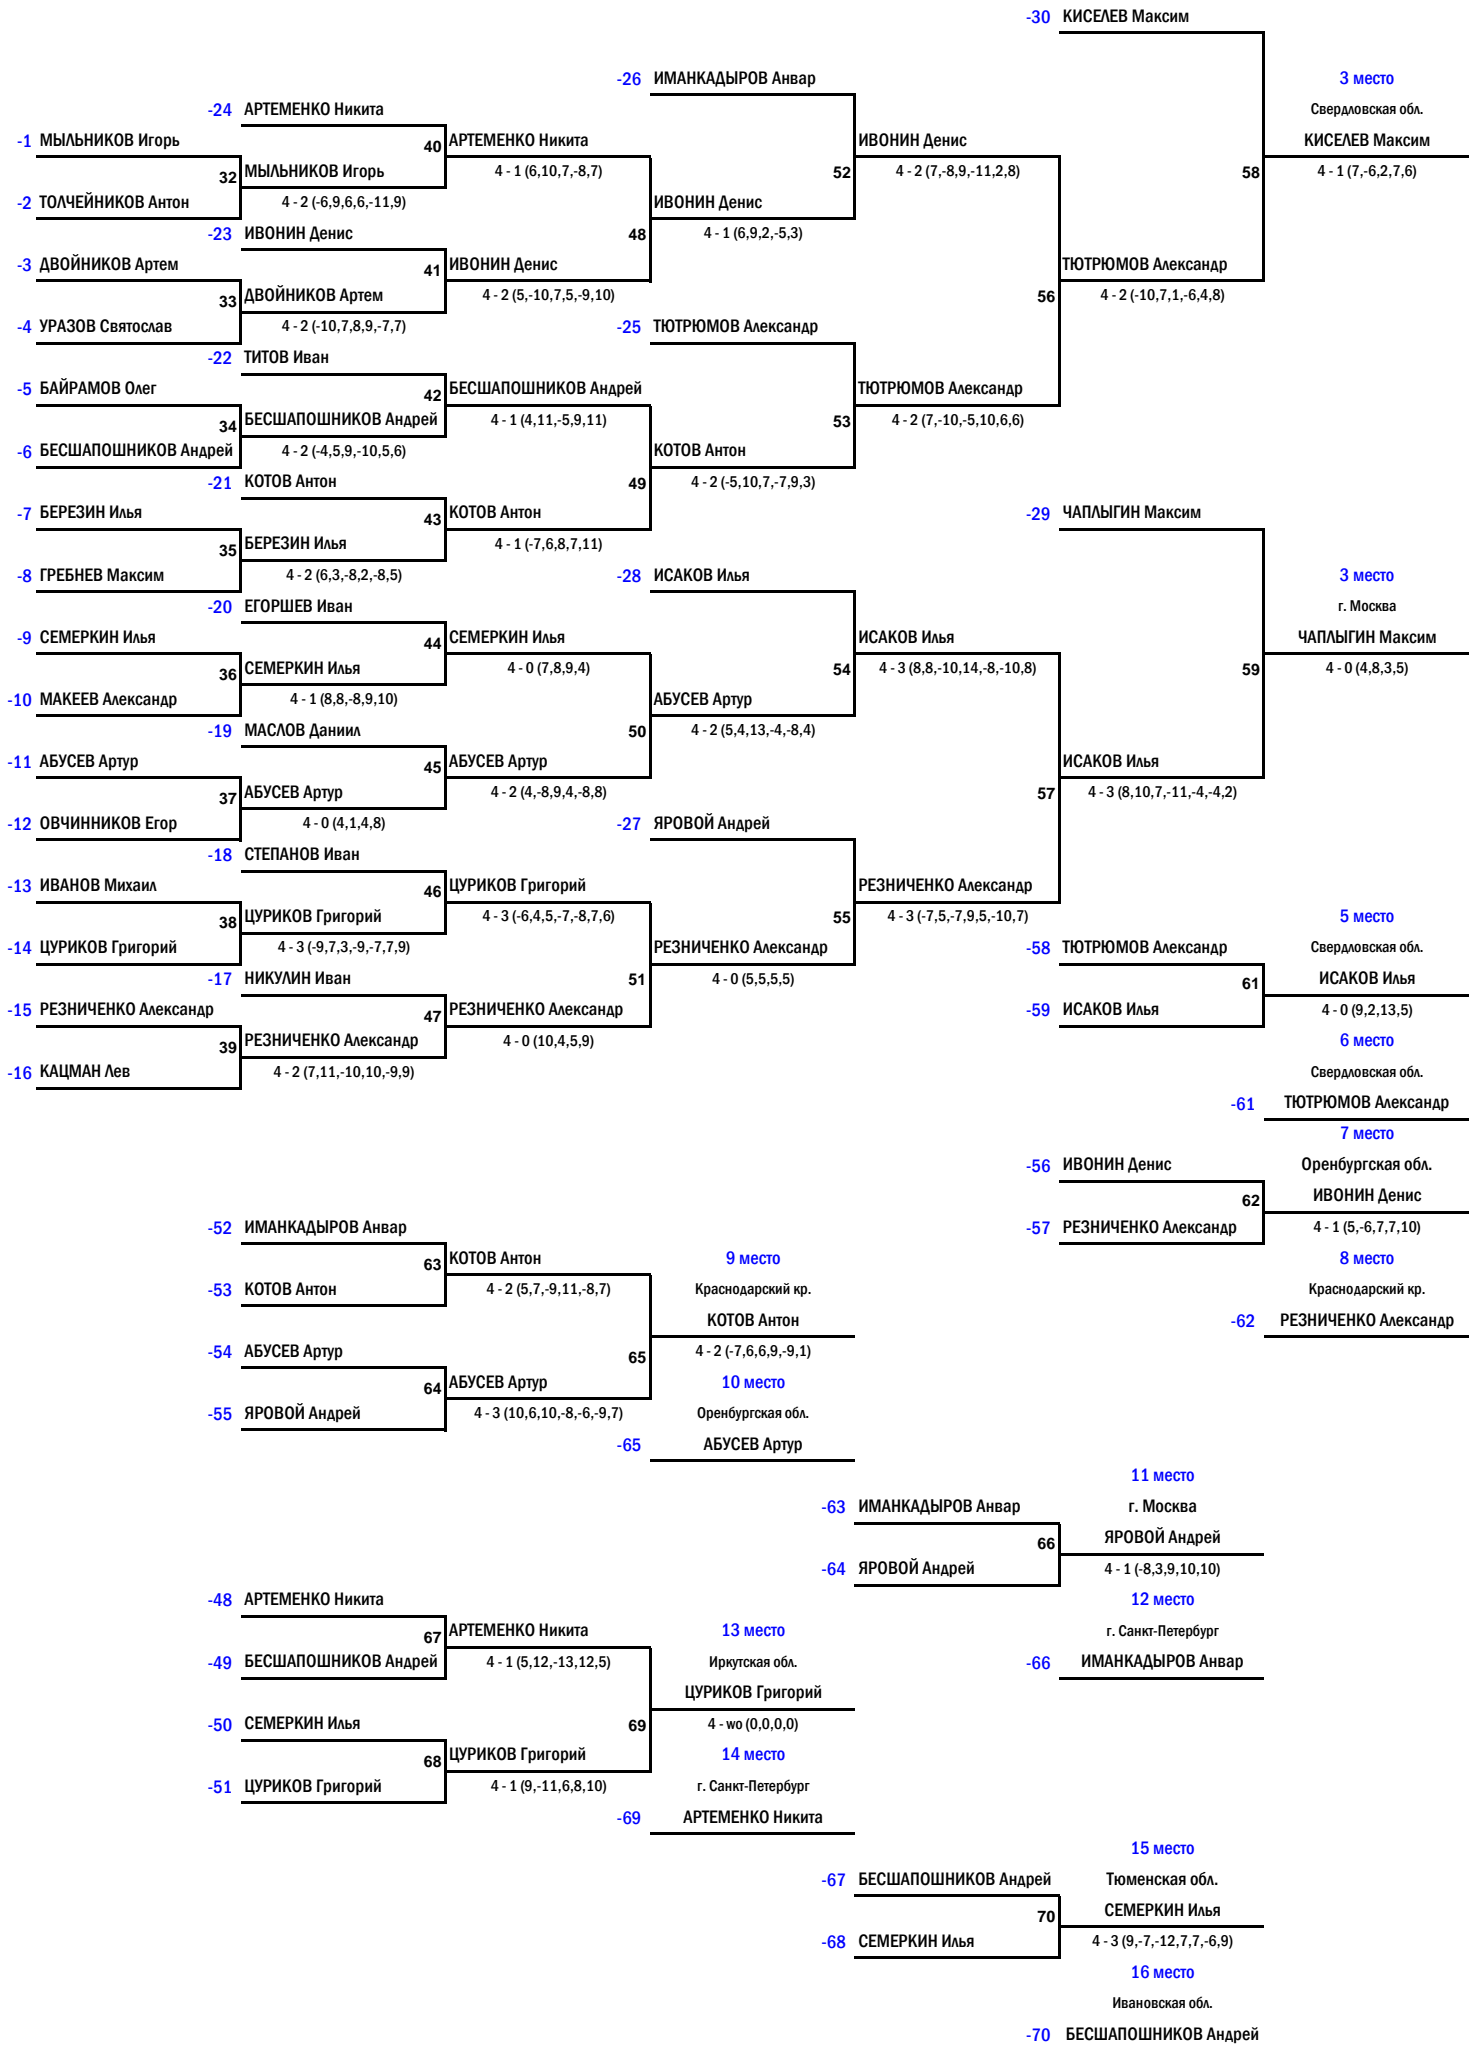 -30 КИСЕЛЕВ Максим
-26 ИМАНКАДЫРОВ Анвар 3 место
-24 АРТЕМЕНКО Никита Свердловская обл.
-1 МЫЛЬНИКОВ Игорь 40 АРТЕМЕНКО Никита ИВОНИН Денис КИСЕЛЕВ Максим
32 МЫЛЬНИКОВ Игорь 4 - 1 (6,10,7,-8,7) 52 4 - 2 (7,-8,9,-11,2,8) 58 4 - 1 (7,-6,2,7,6)
-2 ТОЛЧЕЙНИКОВ Антон 4 - 2 (-6,9,6,6,-11,9) ИВОНИН Денис
-23 ИВОНИН Денис 48 4 - 1 (6,9,2,-5,3)
-3 ДВОЙНИКОВ Артем 41 ИВОНИН Денис ТЮТРЮМОВ Александр
33 ДВОЙНИКОВ Артем 4 - 2 (5,-10,7,5,-9,10) 56 4 - 2 (-10,7,1,-6,4,8)
-4 УРАЗОВ Святослав 4 - 2 (-10,7,8,9,-7,7) -25 ТЮТРЮМОВ Александр
-22 ТИТОВ Иван
-5 БАЙРАМОВ Олег 42 БЕСШАПОШНИКОВ Андрей ТЮТРЮМОВ Александр
34 БЕСШАПОШНИКОВ Андрей 4 - 1 (4,11,-5,9,11) 53 4 - 2 (7,-10,-5,10,6,6)
-6 БЕСШАПОШНИКОВ Андрей 4 - 2 (-4,5,9,-10,5,6) КОТОВ Антон
-21 КОТОВ Антон 49 4 - 2 (-5,10,7,-7,9,3)
-7 БЕРЕЗИН Илья 43 КОТОВ Антон -29 ЧАПЛЫГИН Максим
35 БЕРЕЗИН Илья 4 - 1 (-7,6,8,7,11)
-8 ГРЕБНЕВ Максим 4 - 2 (6,3,-8,2,-8,5) -28 ИСАКОВ Илья 3 место
-20 ЕГОРШЕВ Иван г. Москва
-9 СЕМЕРКИН Илья 44 СЕМЕРКИН Илья ИСАКОВ Илья ЧАПЛЫГИН Максим
36 СЕМЕРКИН Илья 4 - 0 (7,8,9,4) 54 4 - 3 (8,8,-10,14,-8,-10,8) 59 4 - 0 (4,8,3,5)
-10 МАКЕЕВ Александр 4 - 1 (8,8,-8,9,10) АБУСЕВ Артур
-19 МАСЛОВ Даниил 50 4 - 2 (5,4,13,-4,-8,4)
-11 АБУСЕВ Артур 45 АБУСЕВ Артур ИСАКОВ Илья
37 АБУСЕВ Артур 4 - 2 (4,-8,9,4,-8,8) 57 4 - 3 (8,10,7,-11,-4,-4,2)
-12 ОВЧИННИКОВ Егор 4 - 0 (4,1,4,8) -27 ЯРОВОЙ Андрей
-18 СТЕПАНОВ Иван
-13 ИВАНОВ Михаил 46 ЦУРИКОВ Григорий РЕЗНИЧЕНКО Александр
38 ЦУРИКОВ Григорий 4 - 3 (-6,4,5,-7,-8,7,6) 55 4 - 3 (-7,5,-7,9,5,-10,7) 5 место
-14 ЦУРИКОВ Григорий 4 - 3 (-9,7,3,-9,-7,7,9) РЕЗНИЧЕНКО Александр -58 ТЮТРЮМОВ Александр Свердловская обл.
-17 НИКУЛИН Иван 51 4 - 0 (5,5,5,5) 61 ИСАКОВ Илья
-15 РЕЗНИЧЕНКО Александр 47 РЕЗНИЧЕНКО Александр -59 ИСАКОВ Илья 4 - 0 (9,2,13,5)
39 РЕЗНИЧЕНКО Александр 4 - 0 (10,4,5,9) 6 место
-16 КАЦМАН Лев 4 - 2 (7,11,-10,10,-9,9) Свердловская обл.
-61 ТЮТРЮМОВ Александр
7 место
-56 ИВОНИН Денис Оренбургская обл.
62 ИВОНИН Денис
-52 ИМАНКАДЫРОВ Анвар -57 РЕЗНИЧЕНКО Александр 4 - 1 (5,-6,7,7,10)
63 КОТОВ Антон 9 место 8 место
-53 КОТОВ Антон 4 - 2 (5,7,-9,11,-8,7) Краснодарский кр. Краснодарский кр.
КОТОВ Антон -62 РЕЗНИЧЕНКО Александр
-54 АБУСЕВ Артур 65 4 - 2 (-7,6,6,9,-9,1)
64 АБУСЕВ Артур 10 место
-55 ЯРОВОЙ Андрей 4 - 3 (10,6,10,-8,-6,-9,7) Оренбургская обл.
-65 АБУСЕВ Артур
11 место
-63 ИМАНКАДЫРОВ Анвар г. Москва
66 ЯРОВОЙ Андрей
-64 ЯРОВОЙ Андрей 4 - 1 (-8,3,9,10,10)
-48 АРТЕМЕНКО Никита 12 место
67 АРТЕМЕНКО Никита 13 место г. Санкт-Петербург
-49 БЕСШАПОШНИКОВ Андрей 4 - 1 (5,12,-13,12,5) Иркутская обл. -66 ИМАНКАДЫРОВ Анвар
ЦУРИКОВ Григорий
-50 СЕМЕРКИН Илья 69 4 - wo (0,0,0,0)
68 ЦУРИКОВ Григорий 14 место
-51 ЦУРИКОВ Григорий 4 - 1 (9,-11,6,8,10) г. Санкт-Петербург
-69 АРТЕМЕНКО Никита
15 место
-67 БЕСШАПОШНИКОВ Андрей Тюменская обл.
70 СЕМЕРКИН Илья
-68 СЕМЕРКИН Илья 4 - 3 (9,-7,-12,7,7,-6,9)
16 место
Ивановская обл.
-70 БЕСШАПОШНИКОВ Андрей